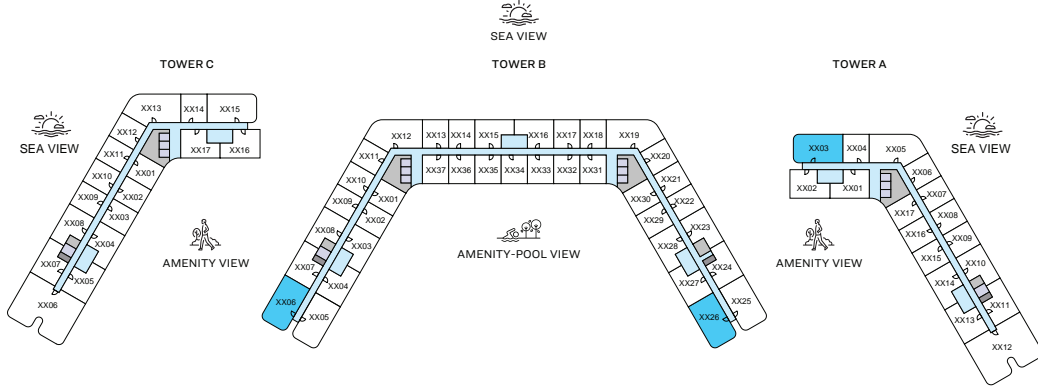 SEA VIEW
TOWER C
TOWER B
TOWER A
SEA VIEW
SEA VIEW
AMENITY VIEW
AMENITY-POOL VIEW
AMENITY VIEW
XX13
XX14
XX15
XX12
XX17
XX16
XX11
XX01
XX10
XX02
XX09
XX03
XX08
XX04
XX07
XX05
XX06
XX12
XX13
XX14
XX15
XX16
XX17
XX18
XX19
XX11
XX37
XX36
XX35
XX34
XX33
XX32
XX31
XX20
XX10
XX01
XX30
XX21
XX09
XX02
XX29
XX22
XX08
XX03
XX28
XX23
XX07
XX04
XX27
XX24
XX06
XX05
XX26
XX25
XX03
XX04
XX05
XX02
XX01
XX06
XX17
XX07
XX16
XX08
XX15
XX09
XX14
XX10
XX13
XX11
XX12